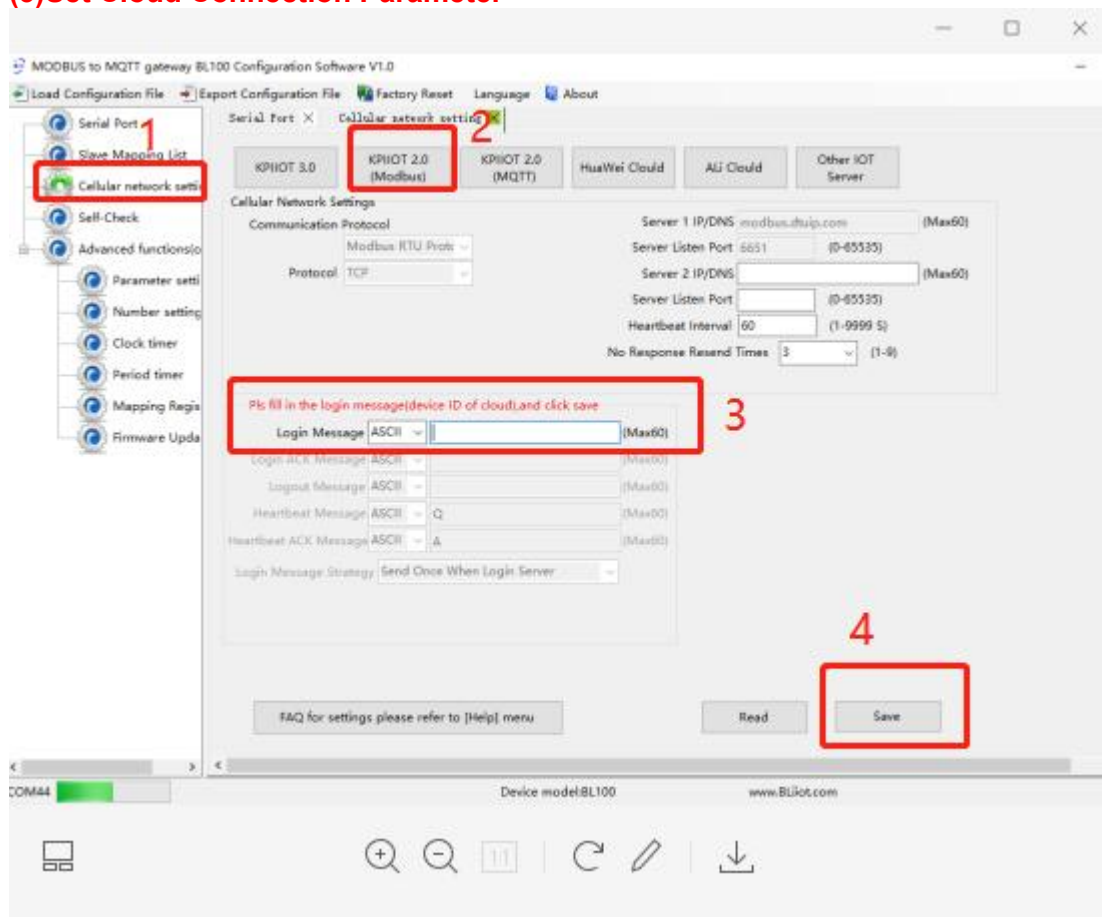 (3)Set Cloud Connection Parameter
MODBUS to MQTT gateway BL100 Configuration Software V1.0
Load Configuration File Export Configuration File Factory Reset Language About
Serial Port
Slave Mapping List
Cellular network setti
Self-Check
Advanced functions(o
Parameter setti
Number setting
Clock timer
Period timer
Mapping Regis
Firmware Upda
1
Serial Port × Cellular network setting
2
KPIIOT 3.0
KPIIOT 2.0 (Modbus)
KPIIOT 2.0 (MQTT)
HuaWei Clould
ALi Clould
Other IOT Server
Cellular Network Settings
Communication Protocol
Modbus RTU Proto
Protocol TCP
Server 1 IP/DNS modbus.dtuip.com (Max60)
Server Listen Port 6651 (0-65535)
Server 2 IP/DNS (Max60)
Server Listen Port (0-65535)
Heartbeat Interval 60 (1-9999 S)
No Response Resend Times 3 (1-9)
Pls fill in the login message(device ID of cloud),and click save
3
Login Message ASCII (Max60)
Login ACK Message ASCII (Max60)
Logout Message ASCII (Max60)
Heartbeat Message ASCII Q (Max60)
Heartbeat ACK Message ASCII A (Max60)
Login Message Strategy Send Once When Login Server
4
FAQ for settings please refer to [Help] menu
Read
Save
COM44
Device model:BL100
www.BLiiot.com
1:1